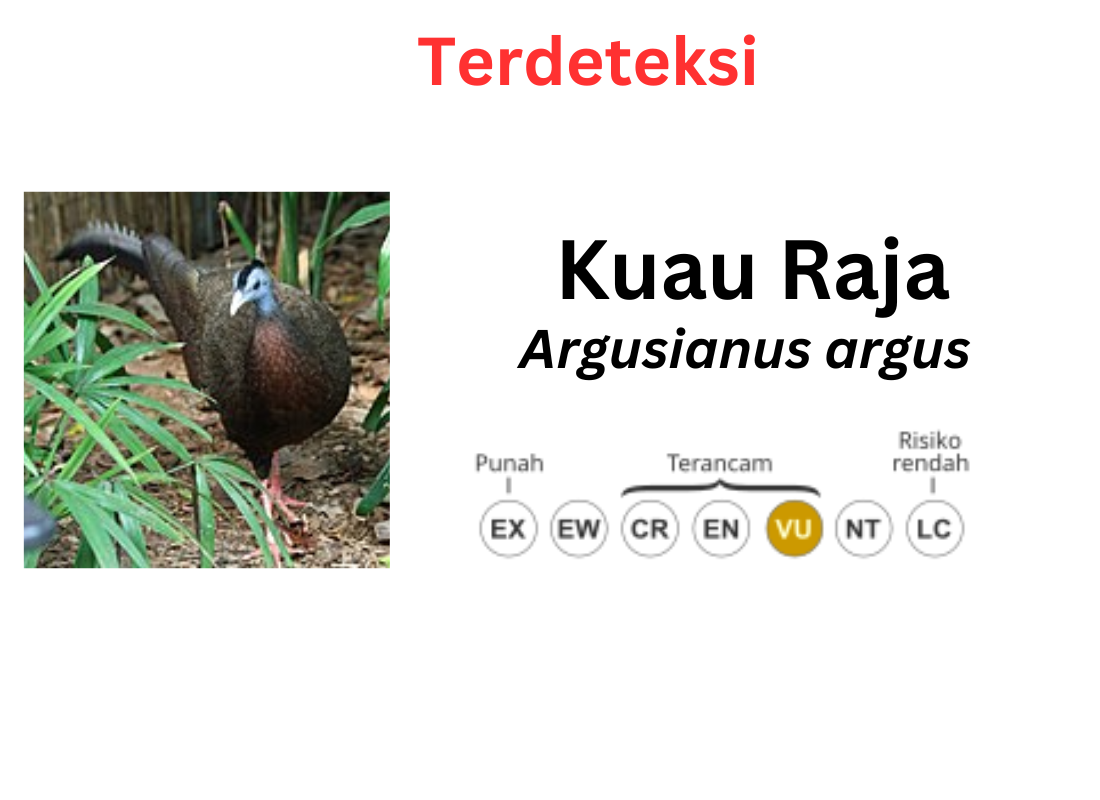 Terdeteksi
Kuau Raja
Argusianus argus
Punah
Terancam
Risiko
rendah
EX EW CR EN VU NT LC